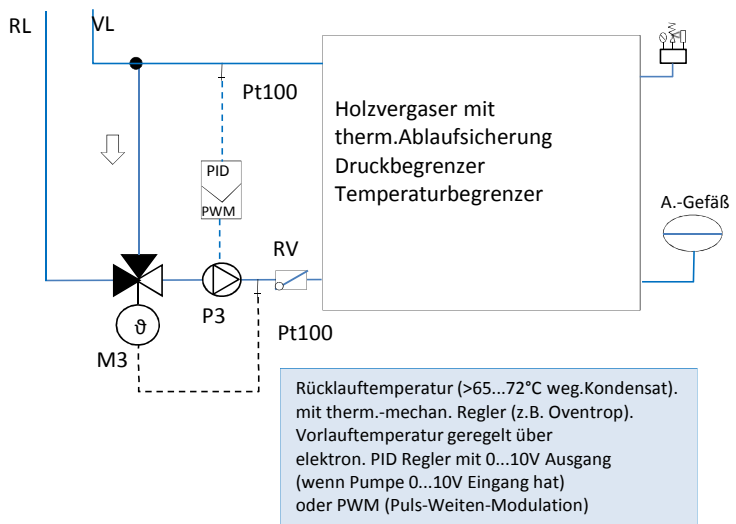 RL
VL
Pt100
Holzvergaser mit
therm.Ablaufsicherung
Druckbegrenzer
Temperaturbegrenzer
PID
PWM
A.-Gefäß
RV
P3
ϑ
M3
Pt100
Rücklauftemperatur (>65...72°C weg.Kondensat).
mit therm.-mechan. Regler (z.B. Oventrop).
Vorlauftemperatur geregelt über
elektron. PID Regler mit 0...10V Ausgang
(wenn Pumpe 0...10V Eingang hat)
oder PWM (Puls-Weiten-Modulation)